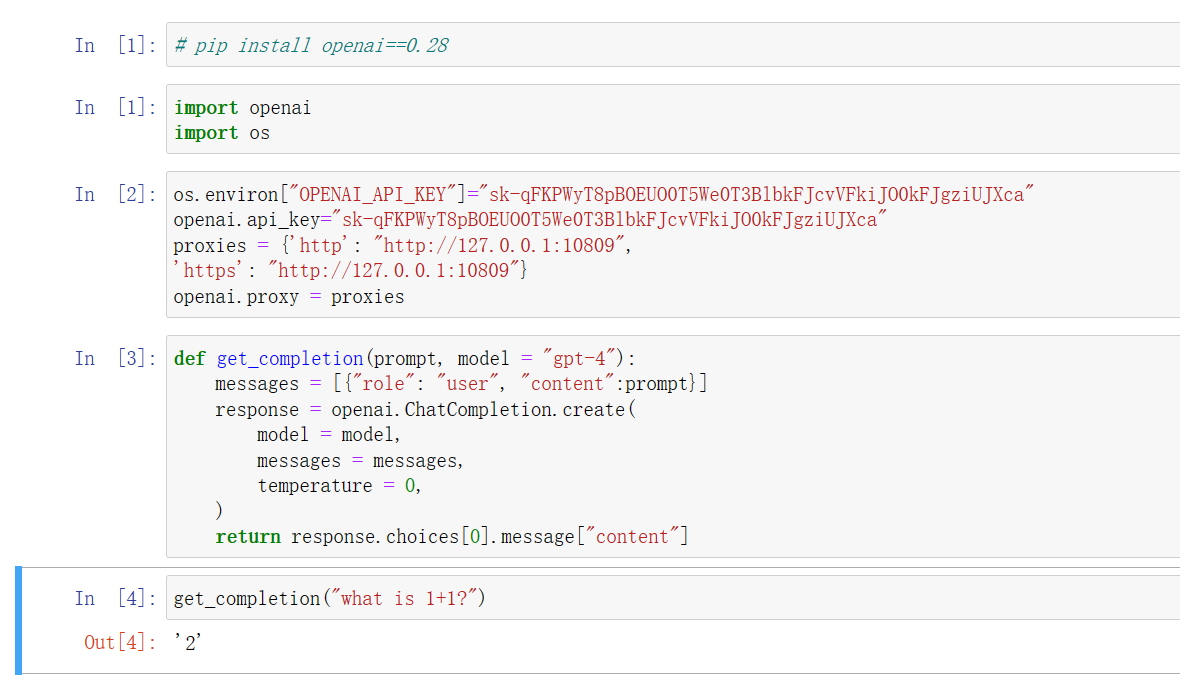 In [1]: # pip install openai==0.28
In [1]: import openai
import os
In [2]: os.environ["OPENAI_API_KEY"]=""
openai.api_key=""
proxies = {'http': "http://127.0.0.1:10809",
'https': "http://127.0.0.1:10809"}
openai.proxy = proxies
In [3]: def get_completion(prompt, model = "gpt-4"):
    messages = [{"role": "user", "content":prompt}]
    response = openai.ChatCompletion.create(
        model = model,
        messages = messages,
        temperature = 0,
    )
    return response.choices[0].message["content"]
In [4]: get_completion("what is 1+1?")
Out[4]: '2'